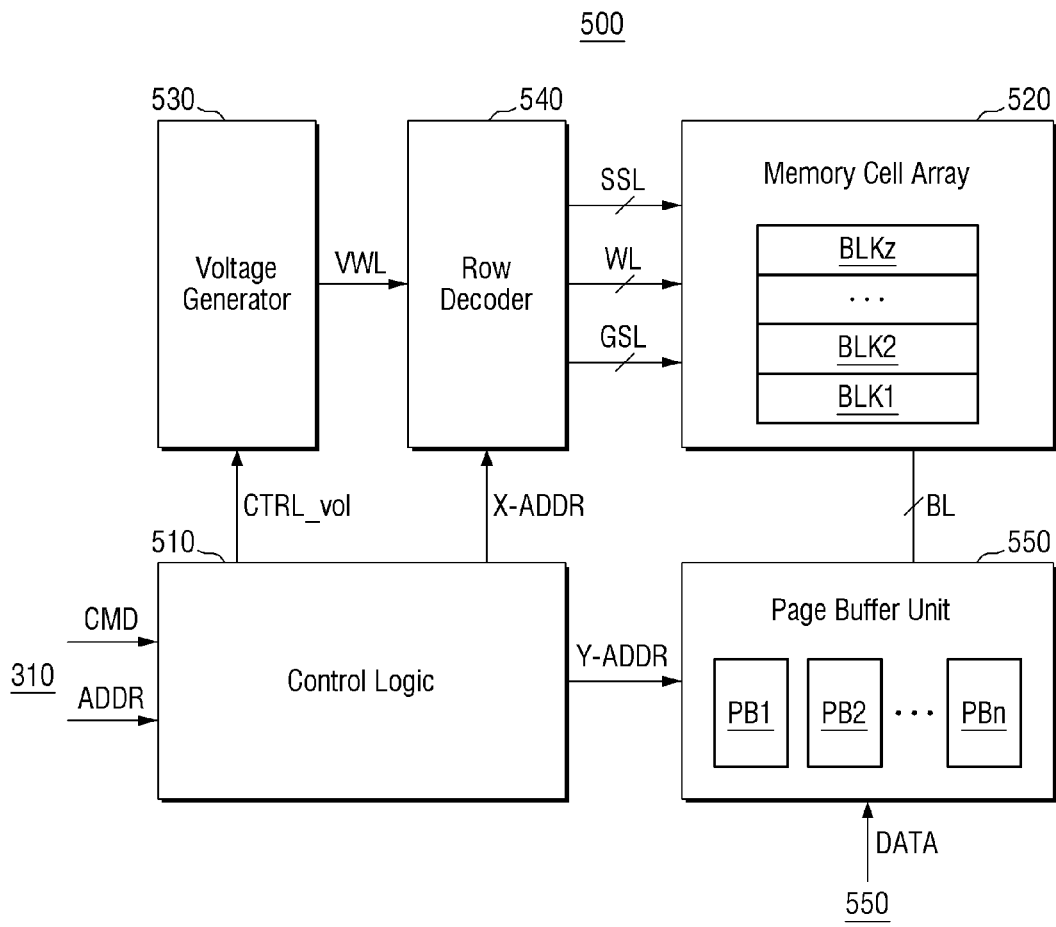 500
530
540
520
Voltage
Generator
VWL
Row
Decoder
SSL
WL
GSL
Memory Cell Array
BLKz
...
BLK2
BLK1
CTRL_vol
X-ADDR
BL
510
550
CMD
310
ADDR
Control Logic
Y-ADDR
Page Buffer Unit
PB1 PB2 ... PBn
DATA
550